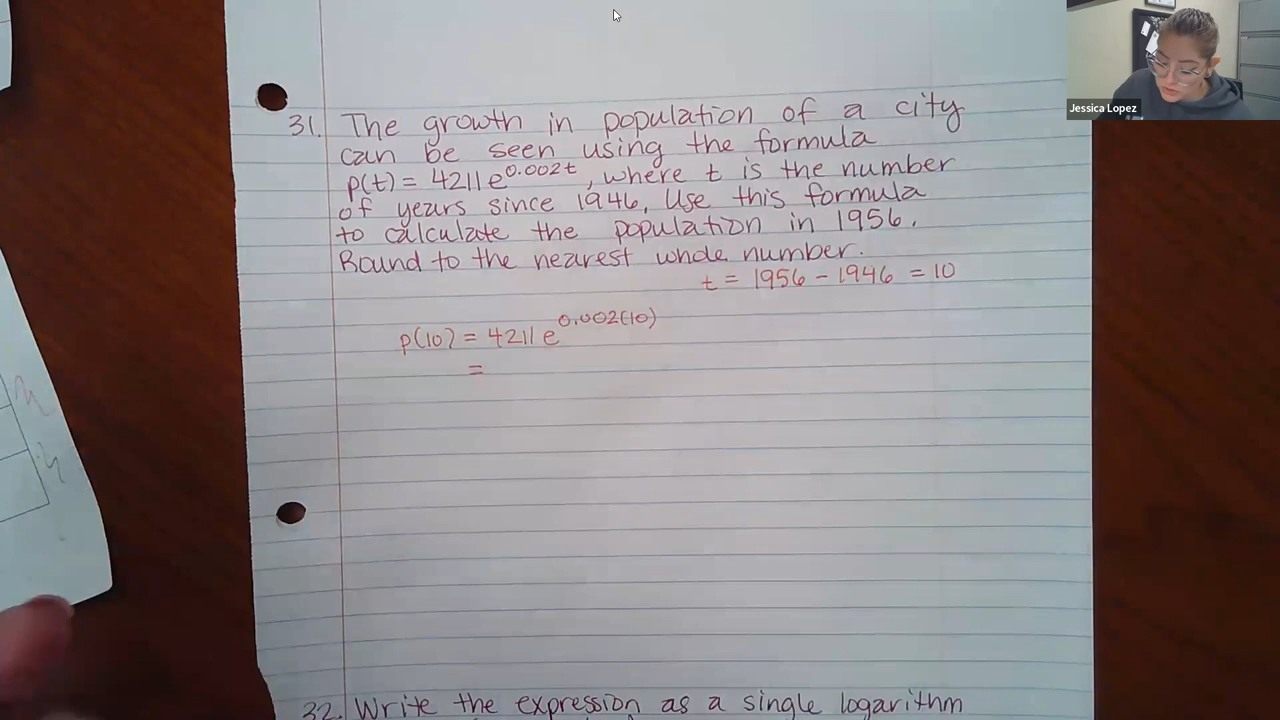 Jessica Lopez
31. The growth in population of a city
can be seen using the formula
p(t) = 4211e^0.002t, where t is the number
of years since 1946. Use this formula
to calculate the population in 1956.
Round to the nearest whole number.
t = 1956 - 1946 = 10
p(10) = 4211e^0.002(10)
=
32. Write the expression as a single logarithm